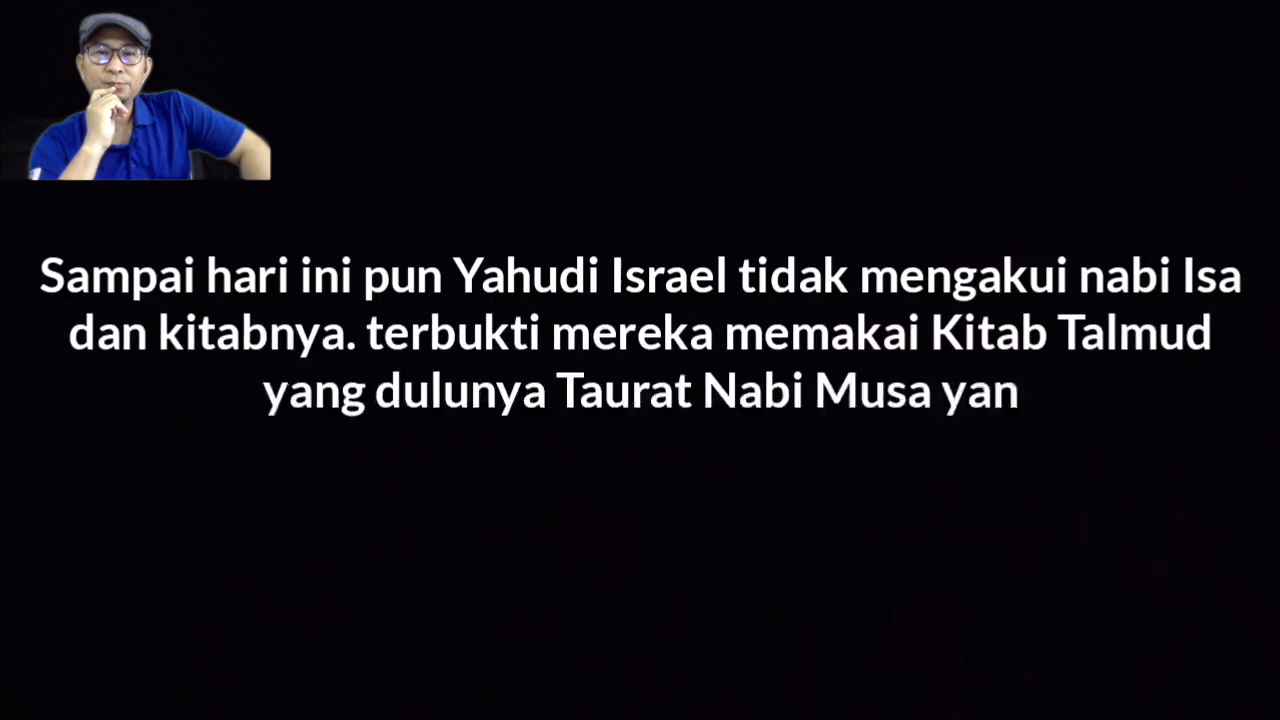 Sampai hari ini pun Yahudi Israel tidak mengakui nabi Isa
dan kitabnya. terbukti mereka memakai Kitab Talmud
yang dulunya Taurat Nabi Musa yan